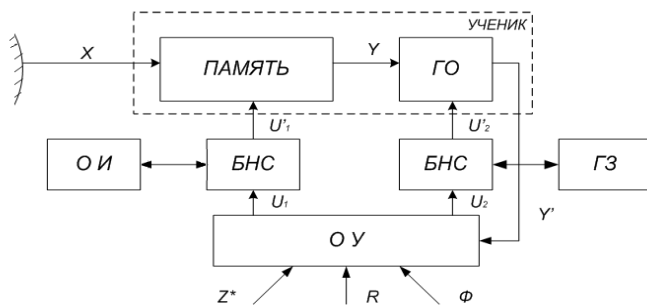 УЧЕНИК
X
ПАМЯТЬ
Y
ГО
U'1
U'2
О И
БНС
БНС
ГЗ
U1
U2
Y'
О У
Z*
R
Ф